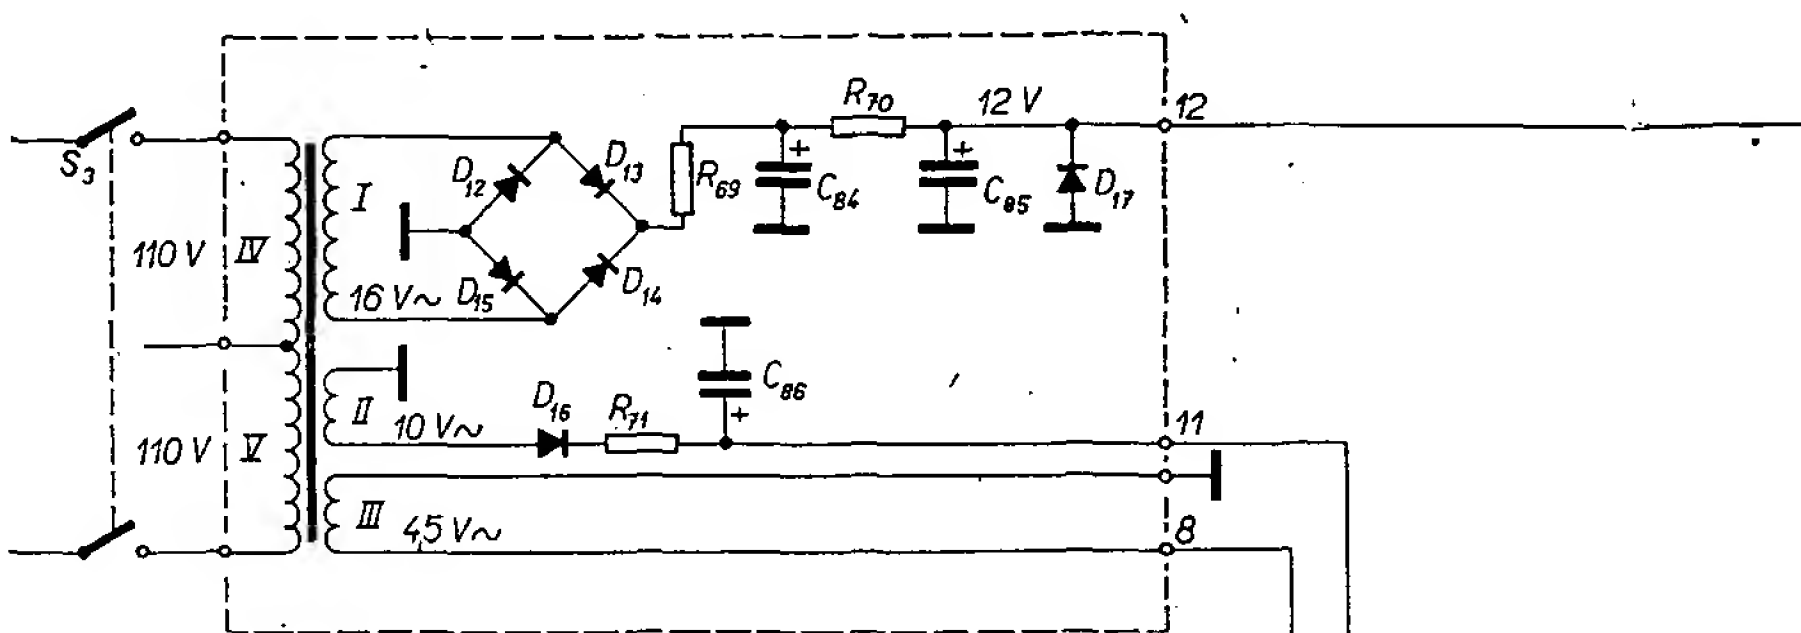 R70
12 V
12
S3
D12
D13
R69
C84
C85
D17
I
110 V
IV
16 V~
D15
D14
C86
D16
R71
II
10 V~
11
110 V
V
III
4,5 V~
8